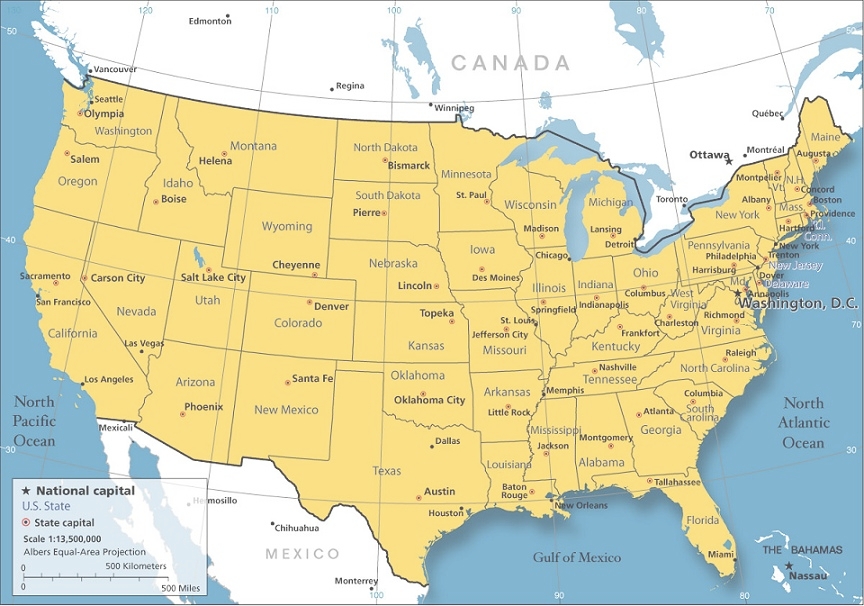 120
110
100
90
80
70
50
50
Edmonton
CANADA
Vancouver
Regina
Winnipeg
Québec
Seattle
Olympia
Washington
Montana
Helena
North Dakota
Bismarck
Minnesota
Ottawa
Montréal
Maine
Augusta
Salem
Oregon
Idaho
Boise
South Dakota
Pierre
St. Paul
Wisconsin
Michigan
Toronto
Montpelier
Vt.
N.H.
Concord
Wyoming
Madison
Lansing
Detroit
Albany
New York
Mass.
Boston
Providence
Hartford
R.I.
Conn.
40
40
Cheyenne
Nebraska
Iowa
Des Moines
Chicago
Pennsylvania
New York
Philadelphia
Trenton
Harrisburg
New Jersey
Sacramento
San Francisco
Carson City
Nevada
Salt Lake City
Utah
Denver
Colorado
Lincoln
Topeka
Kansas
Illinois
Springfield
Indiana
Indianapolis
Ohio
Columbus
West
Virginia
Charleston
Md.
Dover
Delaware
Annapolis
Washington, D.C.
Richmond
Virginia
70
California
Las Vegas
St. Louis
Jefferson City
Missouri
Frankfort
Kentucky
Raleigh
North Carolina
Los Angeles
Arizona
Phoenix
Santa Fe
New Mexico
Oklahoma
Oklahoma City
Arkansas
Little Rock
Memphis
Nashville
Tennessee
Columbia
South
Carolina
North
Pacific
Ocean
North
Atlantic
Ocean
Mexicali
Dallas
Texas
Austin
Houston
Mississippi
Jackson
Montgomery
Alabama
Atlanta
Georgia
30
30
Louisiana
Baton
Rouge
New Orleans
Tallahassee
Florida
Miami
National capital
U.S. State
State capital
Scale 1:13,500,000
Albers Equal-Area Projection
0
500 Kilometers
0
500 Miles
Hermosillo
Chihuahua
MEXICO
Monterrey
Gulf of Mexico
THE BAHAMAS
Nassau
100
90
80